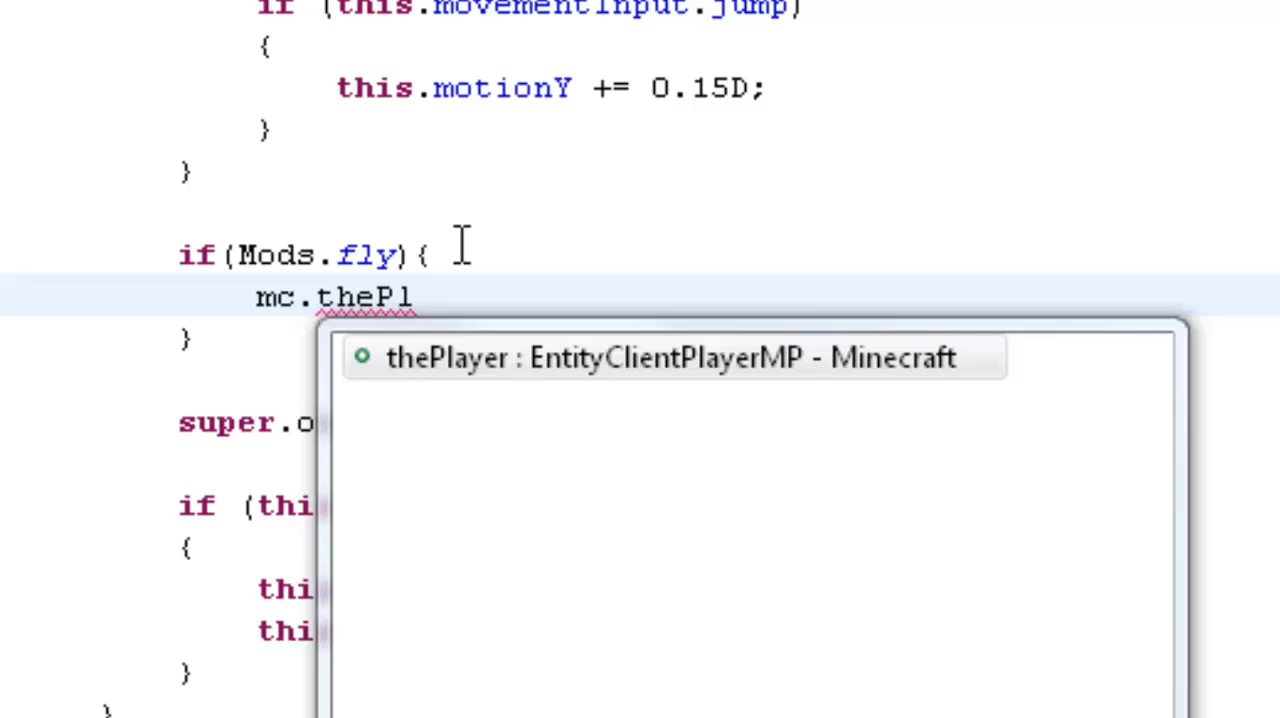 if (this.movementInput.jump)
{
this.motionY += 0.15D;
}
}
if(Mods.fly){
mc.thePl
}
thePlayer : EntityClientPlayerMP - Minecraft
super.o
if (thi
{
thi
thi
}
}